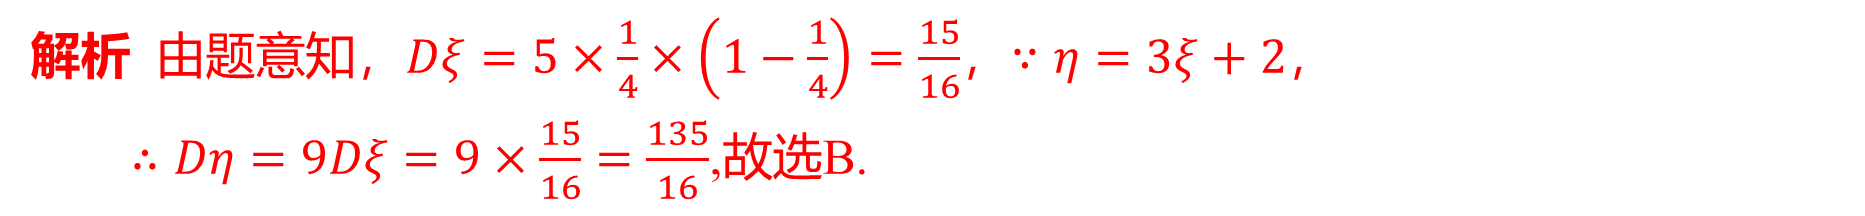 解析 由题意知，Dξ = 5 × 1/4 × (1 − 1/4) = 15/16，∵ η = 3ξ + 2，
∴ Dη = 9Dξ = 9 × 15/16 = 135/16,故选B.